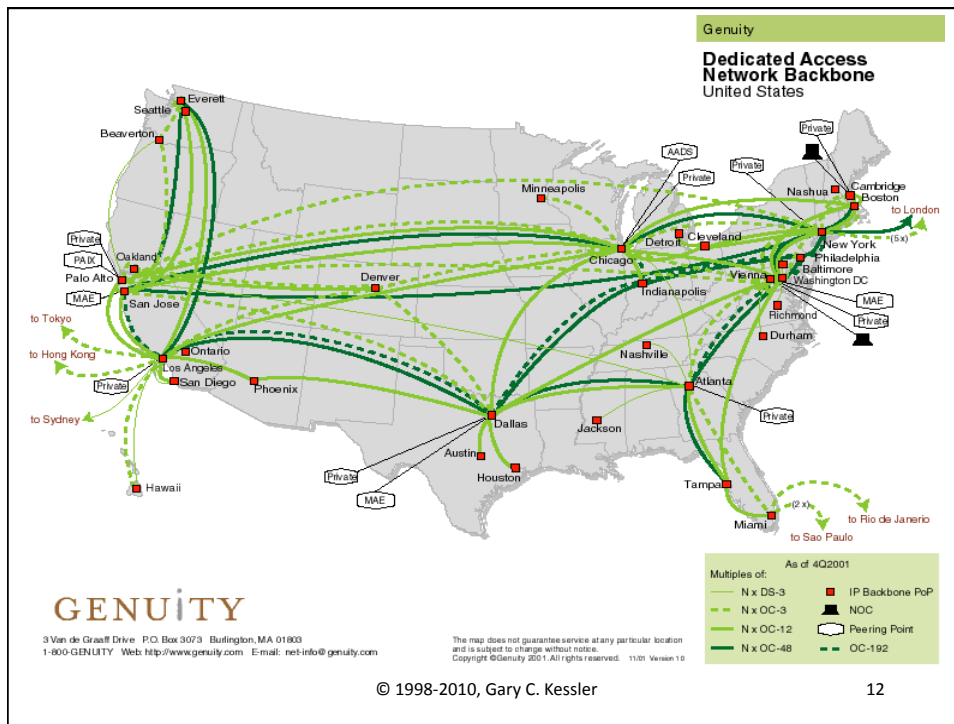 Genuity
Dedicated Access
Network Backbone
United States
Everett
Seattle
Beaverton
Private
AADS
Private
Private
Minneapolis
Nashua
Cambridge
Boston
to London
(5x)
Detroit
Cleveland
New York
Philadelphia
Baltimore
Washington DC
Vienna
Chicago
Indianapolis
Denver
Private
PAIX
Oakland
Palo Alto
MAE
San Jose
MAE
Private
Richmond
Durham
to Tokyo
to Hong Kong
Ontario
Los Angeles
Private
San Diego
Phoenix
Nashville
Atlanta
Private
to Sydney
Dallas
Jackson
Austin
Houston
Private
MAE
Hawaii
Tampa
Miami
(2x)
to Rio de Janerio
to Sao Paulo
As of 4Q2001
Multiples of:
N x DS-3
IP Backbone PoP
N x OC-3
NOC
N x OC-12
Peering Point
N x OC-48
OC-192
GENUiTY
3 Van de Graaff Drive P.O. Box 3073 Burlington, MA 01803
1-800-GENUITY Web: http://www.genuity.com E-mail: net-info@genuity.com
The map does not guarantee service at any particular location
and is subject to change without notice.
Copyright ©Genuity 2001. All rights reserved. 11/01 Version 1.0
© 1998-2010, Gary C. Kessler
12